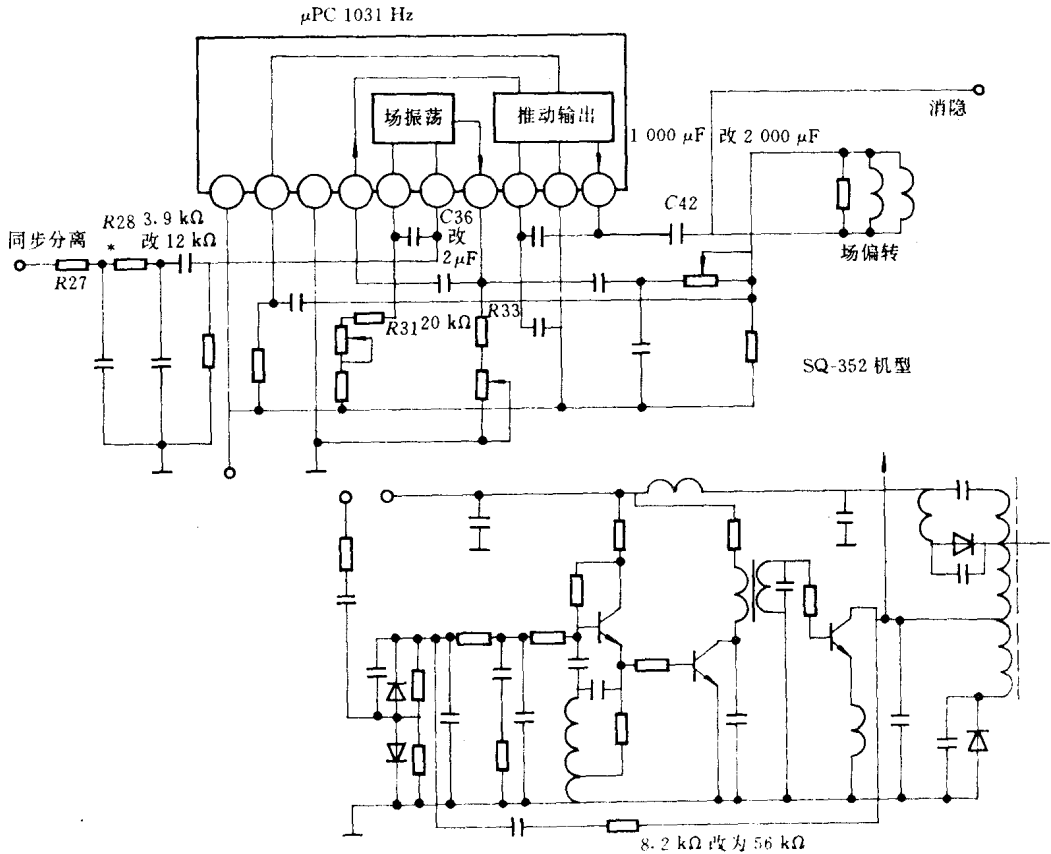 μPC 1031 Hz
场振荡
推动输出
消隐
1 000 μF 改 2 000 μF
C42
场偏转
同步分离
R28 3.9 kΩ
* 改 12 kΩ
R27
C36
改
2μF
R31 20 kΩ
R33
SQ-352 机型
8.2 kΩ 改为 56 kΩ